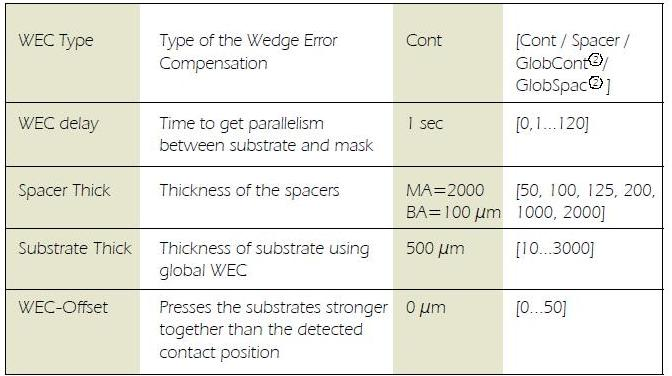 WEC Type Type of the Wedge Error Cont [Cont / Spacer /
Compensation GlobCont②/
GlobSpac②]
WEC delay Time to get parallelism 1 sec [0,1...120]
between substrate and mask
Spacer Thick Thickness of the spacers MA=2000 [50, 100, 125, 200,
BA=100 μm 1000, 2000]
Substrate Thick Thickness of substrate using 500 μm [10...3000]
global WEC
WEC-Offset Presses the substrates stronger 0 μm [0...50]
together than the detected
contact position